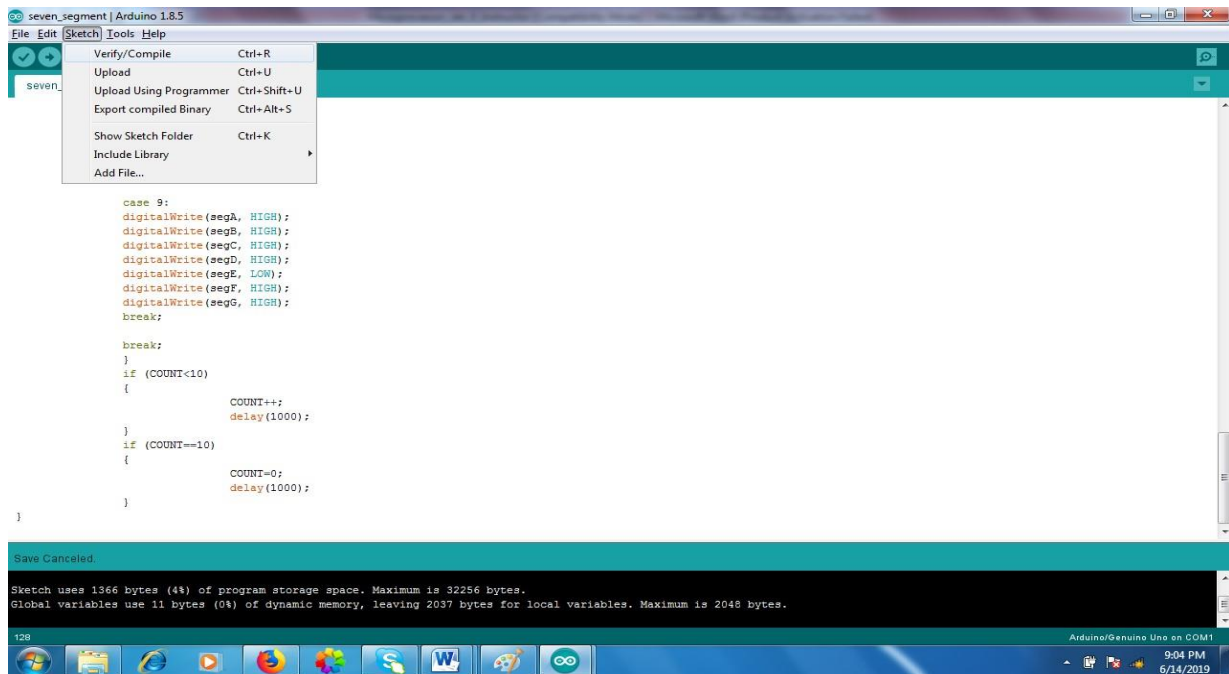 seven_segment | Arduino 1.8.5
File Edit Sketch Tools Help
Verify/Compile Ctrl+R
Upload Ctrl+U
seven_
Upload Using Programmer Ctrl+Shift+U
Export compiled Binary Ctrl+Alt+S
Show Sketch Folder Ctrl+K
Include Library
Add File...
case 9:
digitalWrite(segA, HIGH);
digitalWrite(segB, HIGH);
digitalWrite(segC, HIGH);
digitalWrite(segD, HIGH);
digitalWrite(segE, LOW);
digitalWrite(segF, HIGH);
digitalWrite(segG, HIGH);
break;
break;
}
if (COUNT<10)
{
COUNT++;
delay(1000);
}
if (COUNT==10)
{
COUNT=0;
delay(1000);
}
}
Save Canceled.
Sketch uses 1366 bytes (4%) of program storage space. Maximum is 32256 bytes.
Global variables use 11 bytes (0%) of dynamic memory, leaving 2037 bytes for local variables. Maximum is 2048 bytes.
128 Arduino/Genuino Uno on COM1
9:04 PM
6/14/2019